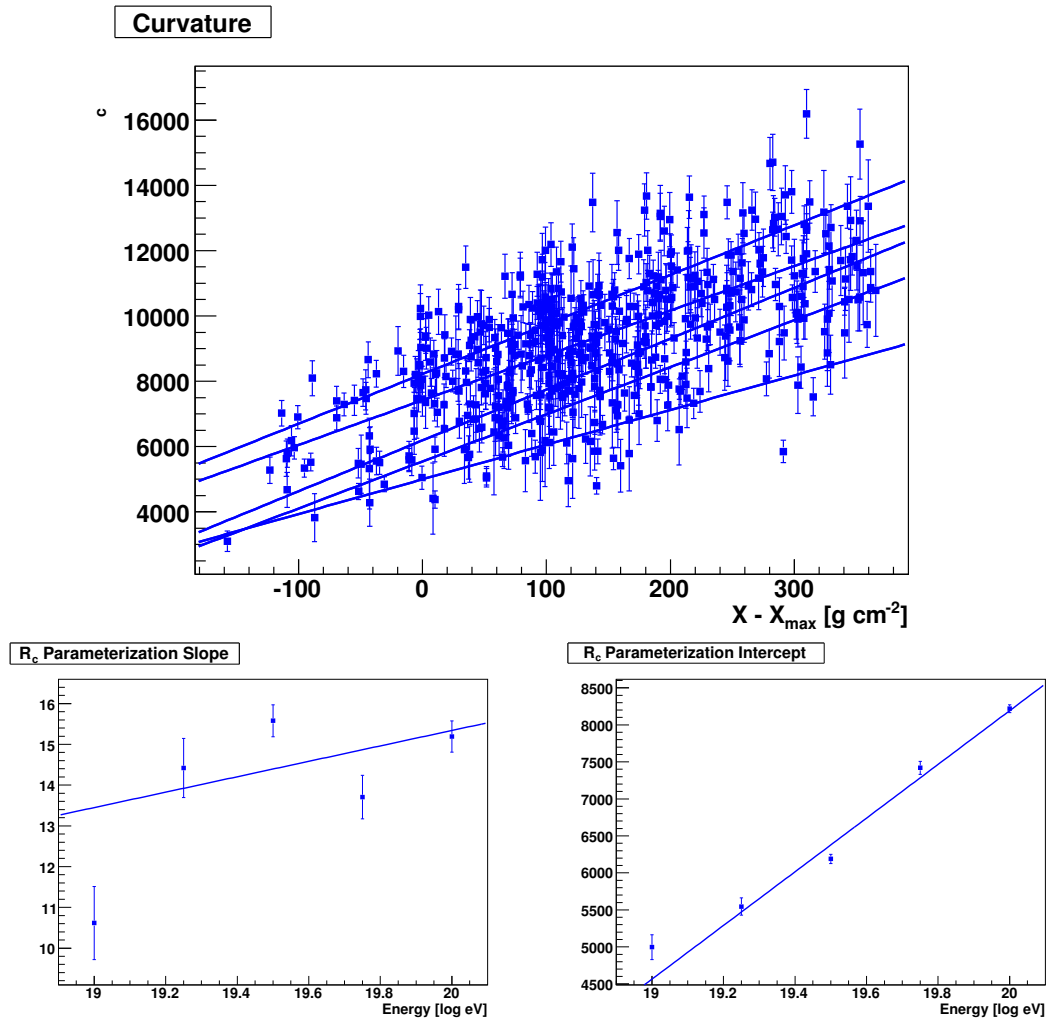 Curvature
c
16000
14000
12000
10000
8000
6000
4000
-100 0 100 200 300
X - Xmax [g cm-2]
Rc Parameterization Slope
16
15
14
13
12
11
10
19 19.2 19.4 19.6 19.8 20
Energy [log eV]
Rc Parameterization Intercept
8500
8000
7500
7000
6500
6000
5500
5000
4500
19 19.2 19.4 19.6 19.8 20
Energy [log eV]